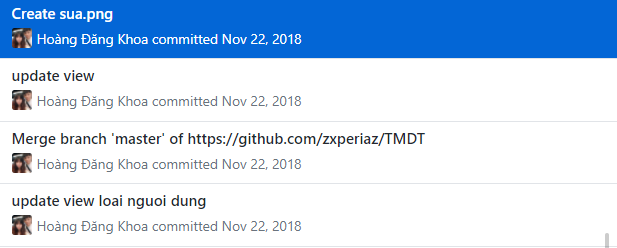 Create sua.png
Hoàng Đăng Khoa committed Nov 22, 2018
update view
Hoàng Đăng Khoa committed Nov 22, 2018
Merge branch 'master' of https://github.com/zxperiaz/TMDT
Hoàng Đăng Khoa committed Nov 22, 2018
update view loai nguoi dung
Hoàng Đăng Khoa committed Nov 22, 2018